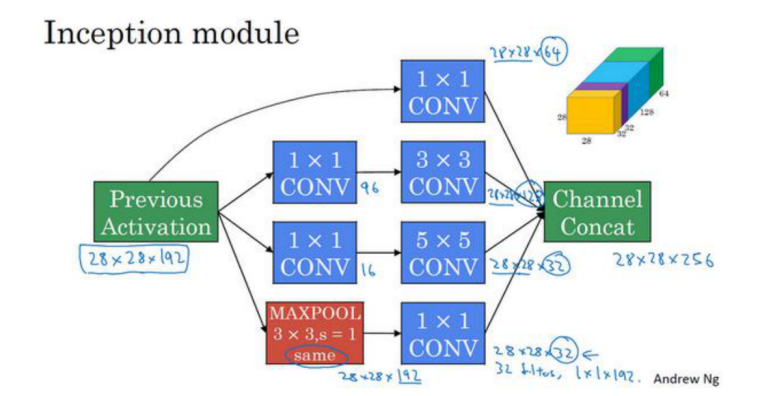 Inception module
28×28×64
1 × 1
CONV
64
128
32
32
28
28
1 × 1
CONV
96
3 × 3
CONV
28×28×128
Previous
Activation
28×28×192
Channel
Concat
28×28×256
1 × 1
CONV
16
5 × 5
CONV
28×28×32
MAXPOOL
3 × 3,s = 1
same
28×28×192
1 × 1
CONV
28×28×32 ←
32 filters, 1×1×192.
Andrew Ng